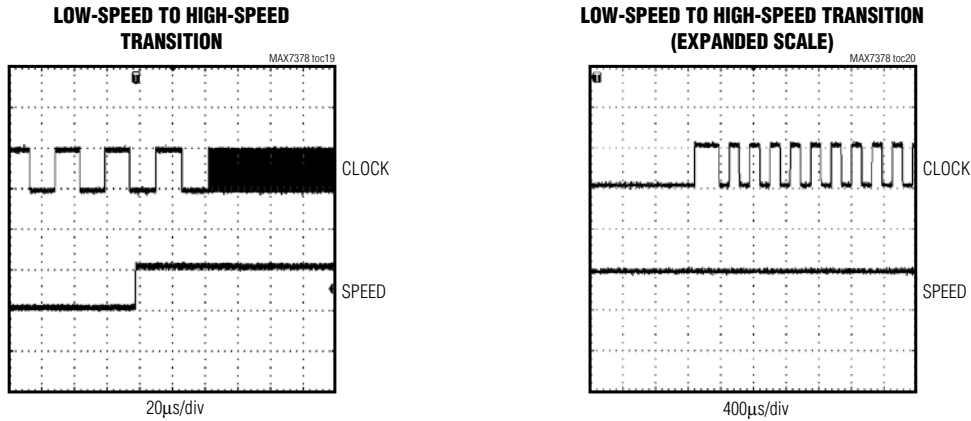 LOW-SPEED TO HIGH-SPEED
TRANSITION
MAX7378 toc19
T
CLOCK
SPEED
20µs/div
LOW-SPEED TO HIGH-SPEED TRANSITION
(EXPANDED SCALE)
MAX7378 toc20
T
CLOCK
SPEED
400µs/div